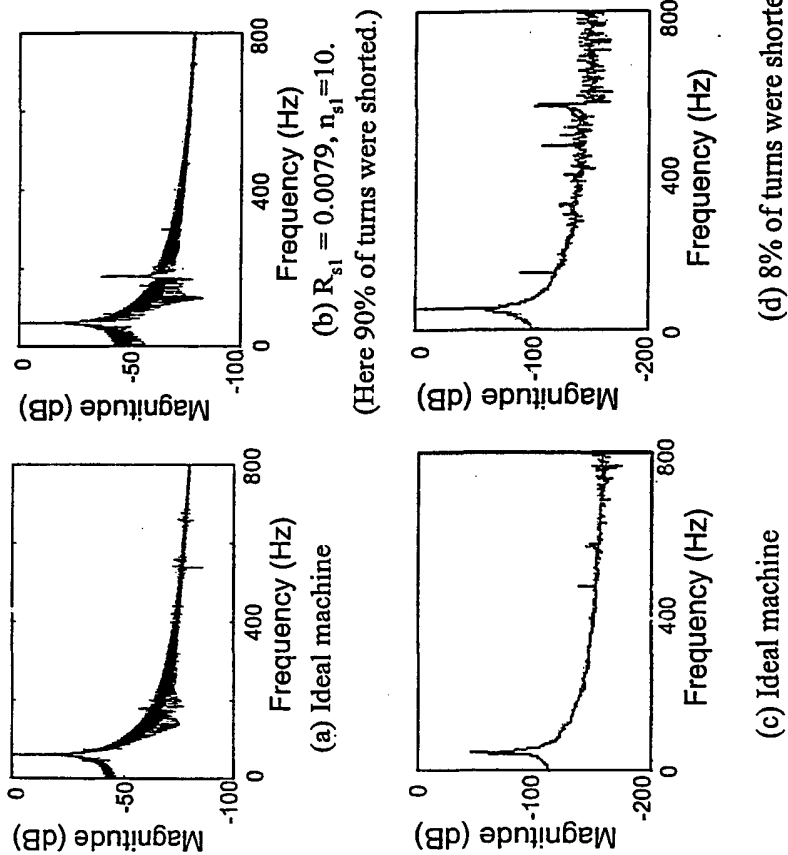 Magnitude (dB)
0
-50
-100
0
400
800
Frequency (Hz)
(a) Ideal machine
Magnitude (dB)
0
-50
-100
0
400
800
Frequency (Hz)
(b) R_s1 = 0.0079, n_s1=10.
(Here 90% of turns were shorted.)
Magnitude (dB)
0
-100
-200
0
400
800
Frequency (Hz)
(c) Ideal machine
Magnitude (dB)
0
-100
-200
0
400
800
Frequency (Hz)
(d) 8% of turns were shorte